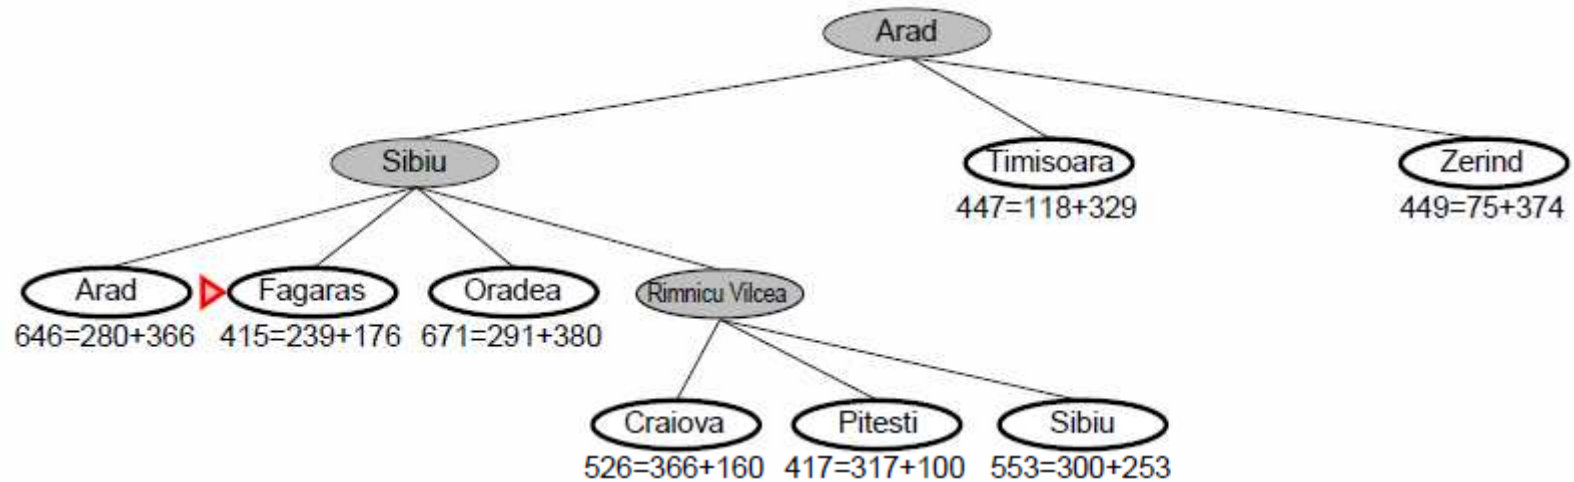 Arad
Sibiu
Timisoara
Zerind
447=118+329
449=75+374
Arad
Fagaras
Oradea
Rimnicu Vilcea
646=280+366
415=239+176
671=291+380
Craiova
Pitesti
Sibiu
526=366+160
417=317+100
553=300+253